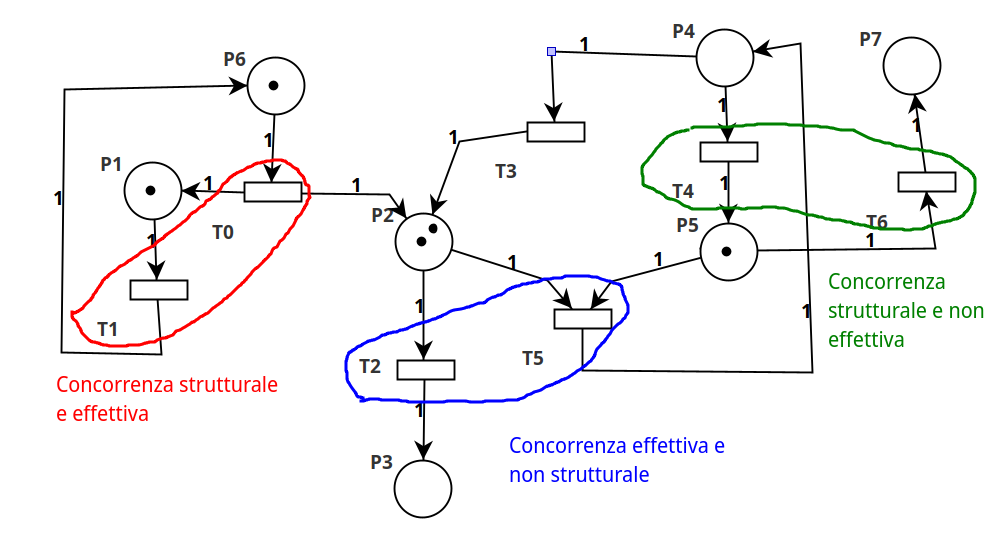 P4
P7
1
P6
1
1
1
1
P1
1
T3
1
T4
1
1
P2
T0
P5
T6
1
1
1
1
Concorrenza
strutturale e non
effettiva
1
1
T1
T2
T5
Concorrenza strutturale
e effettiva
1
Concorrenza effettiva e
non strutturale
P3